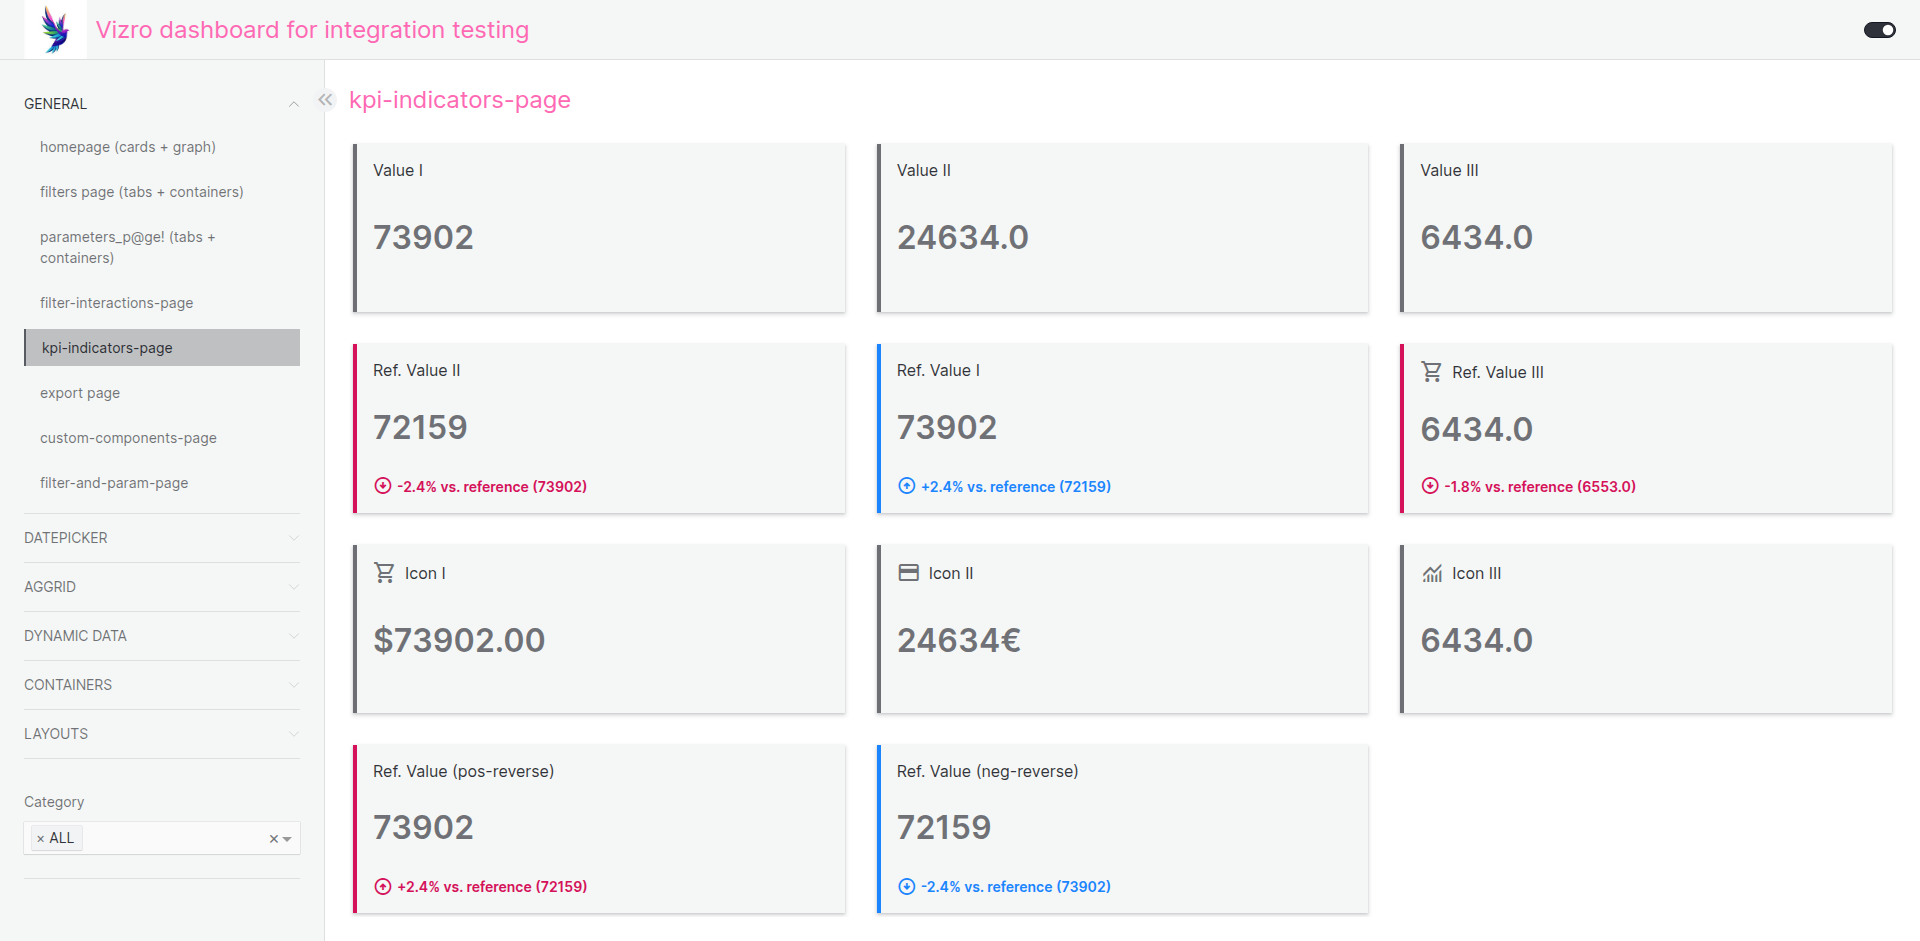 Vizro dashboard for integration testing
GENERAL
homepage (cards + graph)
filters page (tabs + containers)
parameters_p@ge! (tabs +
containers)
filter-interactions-page
kpi-indicators-page
export page
custom-components-page
filter-and-param-page
DATEPICKER
AGGRID
DYNAMIC DATA
CONTAINERS
LAYOUTS
Category
× ALL
kpi-indicators-page
Value I
73902
Value II
24634.0
Value III
6434.0
Ref. Value II
72159
-2.4% vs. reference (73902)
Ref. Value I
73902
+2.4% vs. reference (72159)
Ref. Value III
6434.0
-1.8% vs. reference (6553.0)
Icon I
$73902.00
Icon II
24634€
Icon III
6434.0
Ref. Value (pos-reverse)
73902
+2.4% vs. reference (72159)
Ref. Value (neg-reverse)
72159
-2.4% vs. reference (73902)